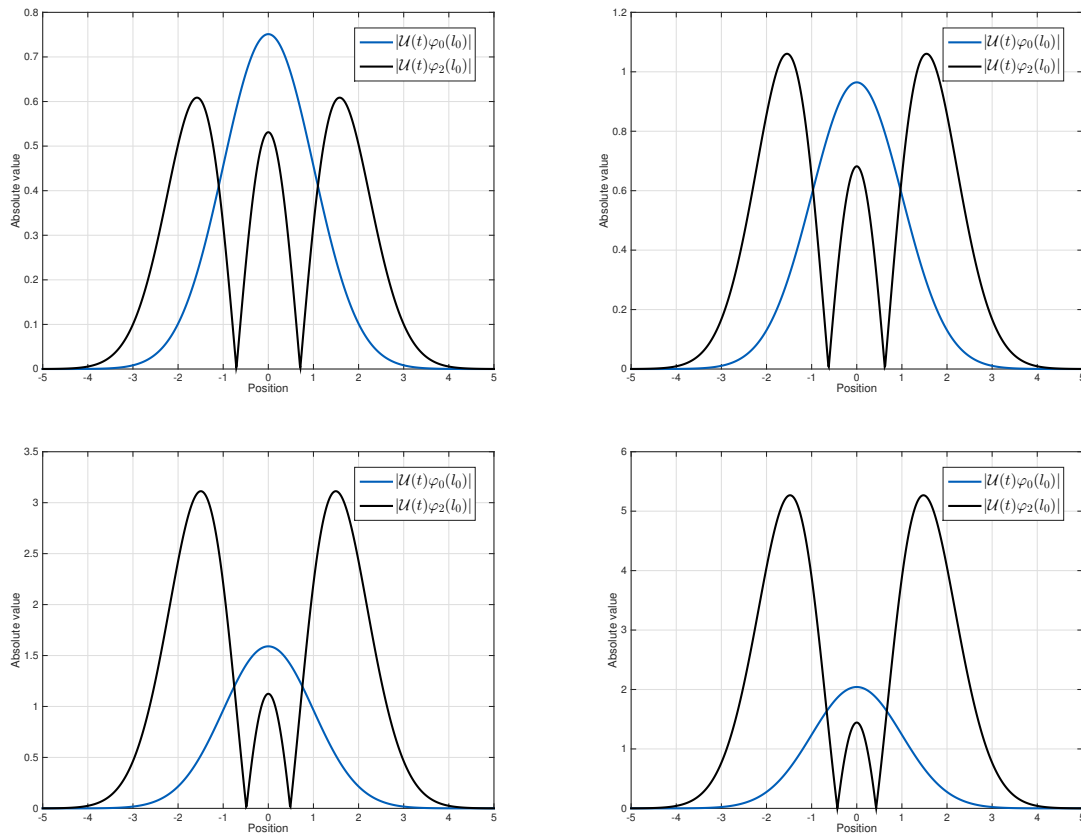 0.8
0.7
0.6
0.5
0.4
0.3
0.2
0.1
0
Absolute value
-5 -4 -3 -2 -1 0 1 2 3 4 5
Position
|𝒰(t)φ₀(l₀)|
|𝒰(t)φ₂(l₀)|
1.2
1
0.8
0.6
0.4
0.2
0
Absolute value
-5 -4 -3 -2 -1 0 1 2 3 4 5
Position
|𝒰(t)φ₀(l₀)|
|𝒰(t)φ₂(l₀)|
3.5
3
2.5
2
1.5
1
0.5
0
Absolute value
-5 -4 -3 -2 -1 0 1 2 3 4 5
Position
|𝒰(t)φ₀(l₀)|
|𝒰(t)φ₂(l₀)|
6
5
4
3
2
1
0
Absolute value
-5 -4 -3 -2 -1 0 1 2 3 4 5
Position
|𝒰(t)φ₀(l₀)|
|𝒰(t)φ₂(l₀)|